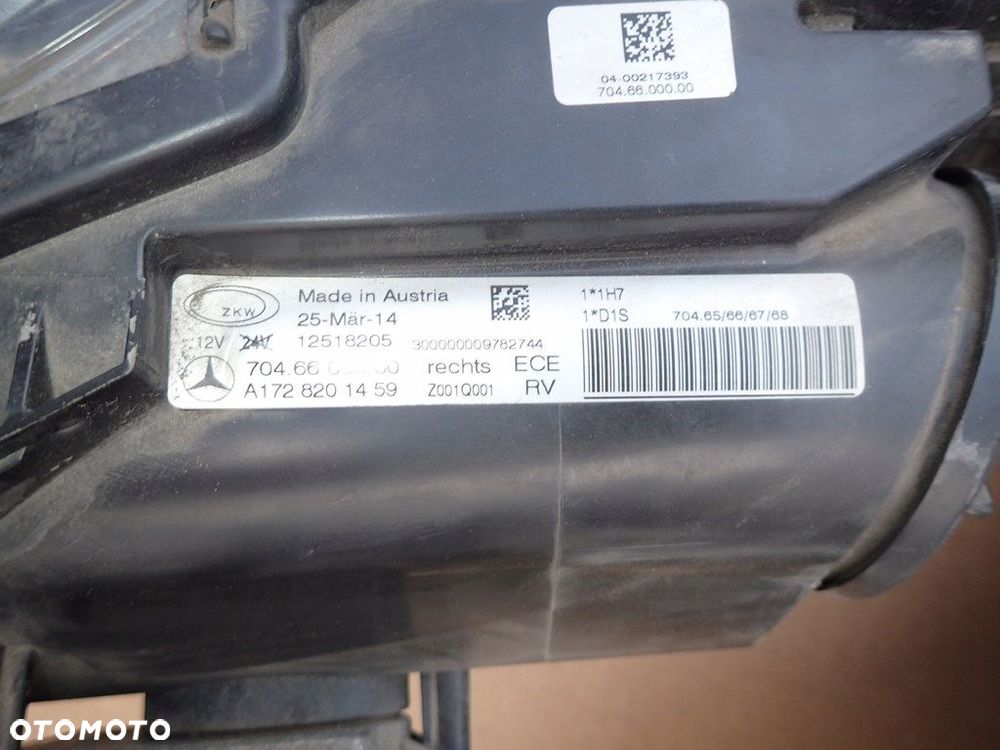 04-00217393
704.66.000.00
ZKW
Made in Austria
1*1H7
25-Mär-14
1*D1S 704.65/66/67/68
12V 24V 12518205 300000009782744
rechts ECE
A172 820 14 59 Z001Q001 RV
OTOMOTO